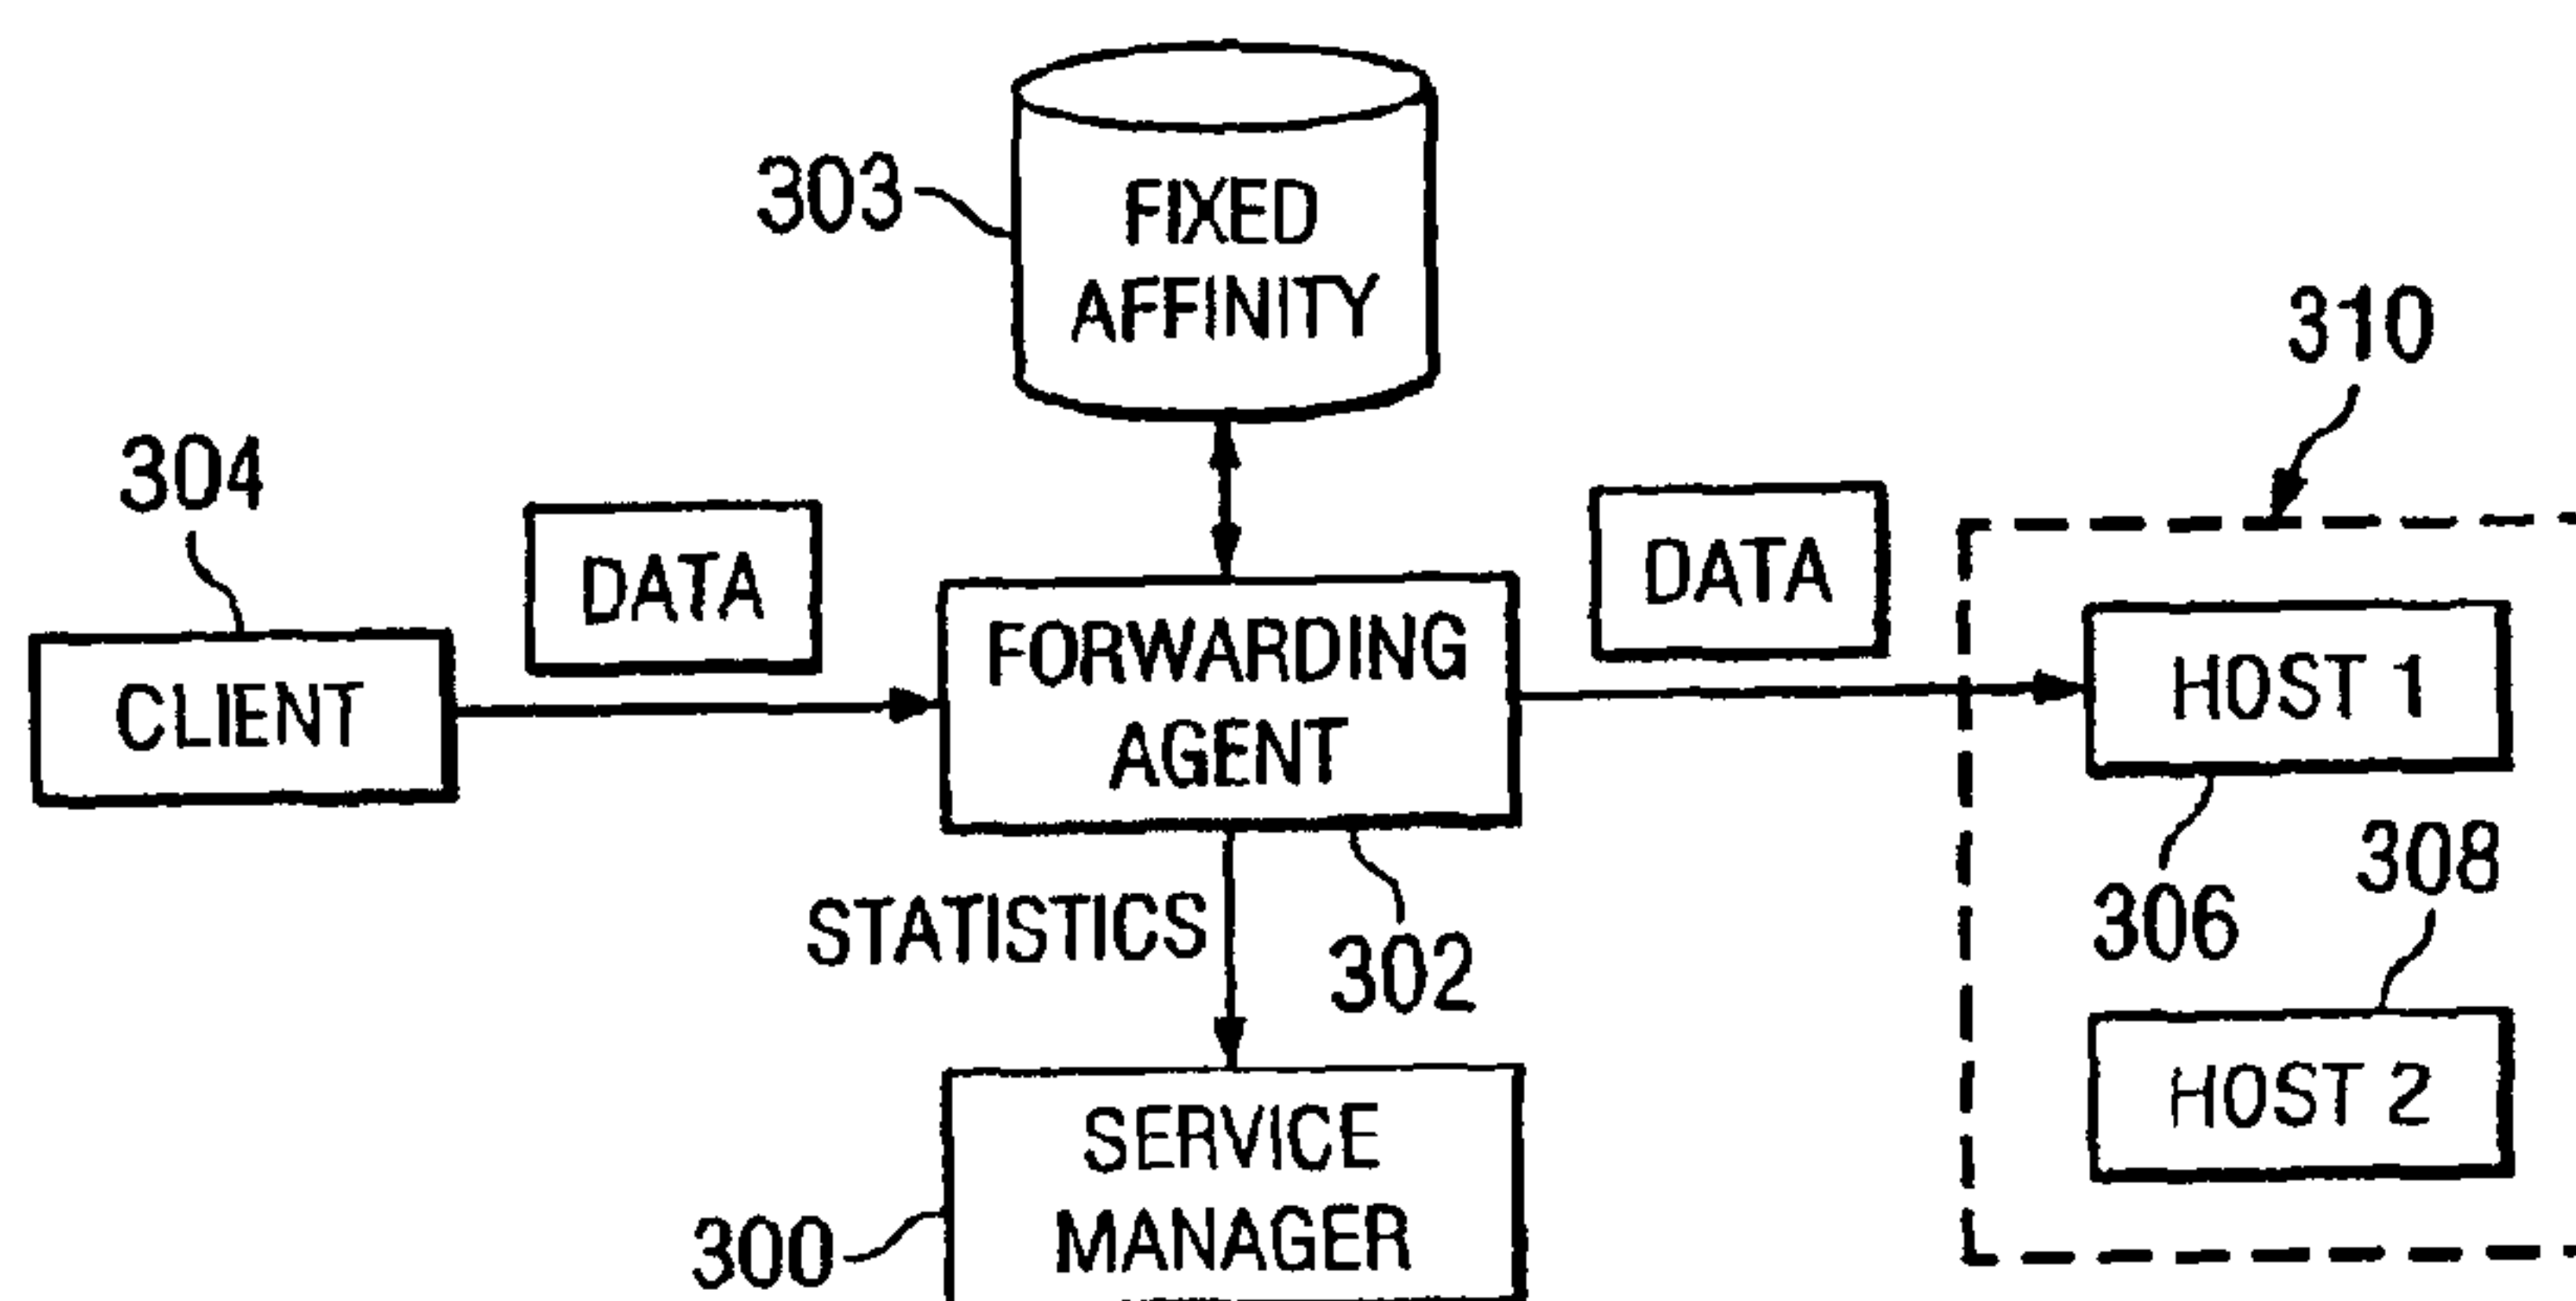 303
FIXED
AFFINITY
310
304
DATA
DATA
CLIENT
FORWARDING
AGENT
HOST 1
306
308
STATISTICS
302
HOST 2
SERVICE
MANAGER
300